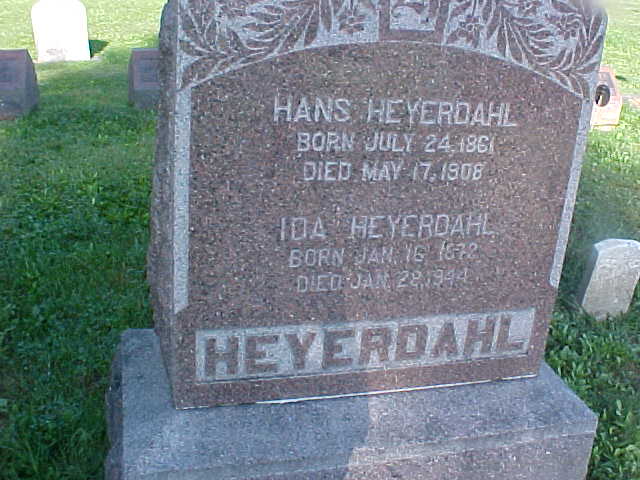 HANS HEYERDAHL
BORN JULY 24, 1861
DIED MAY 17, 1908
IDA HEYERDAHL
BORN JAN. 16 1872
DIED JAN. 28, 1944
HEYERDAHL